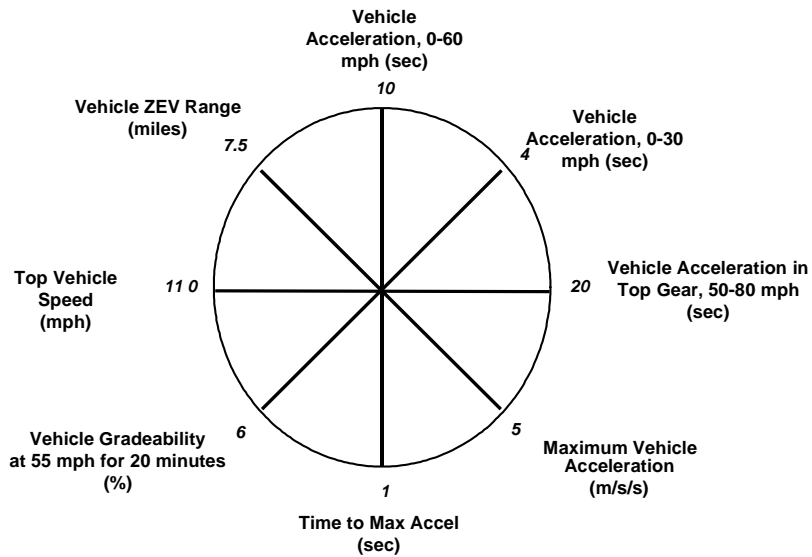 Vehicle
Acceleration, 0-60
mph (sec)
10
Vehicle ZEV Range
(miles)
7.5
Vehicle
Acceleration, 0-30
mph (sec)
4
Top Vehicle
Speed
(mph)
11 0
20
Vehicle Acceleration in
Top Gear, 50-80 mph
(sec)
Vehicle Gradeability
at 55 mph for 20 minutes
(%)
6
5
Maximum Vehicle
Acceleration
(m/s/s)
1
Time to Max Accel
(sec)